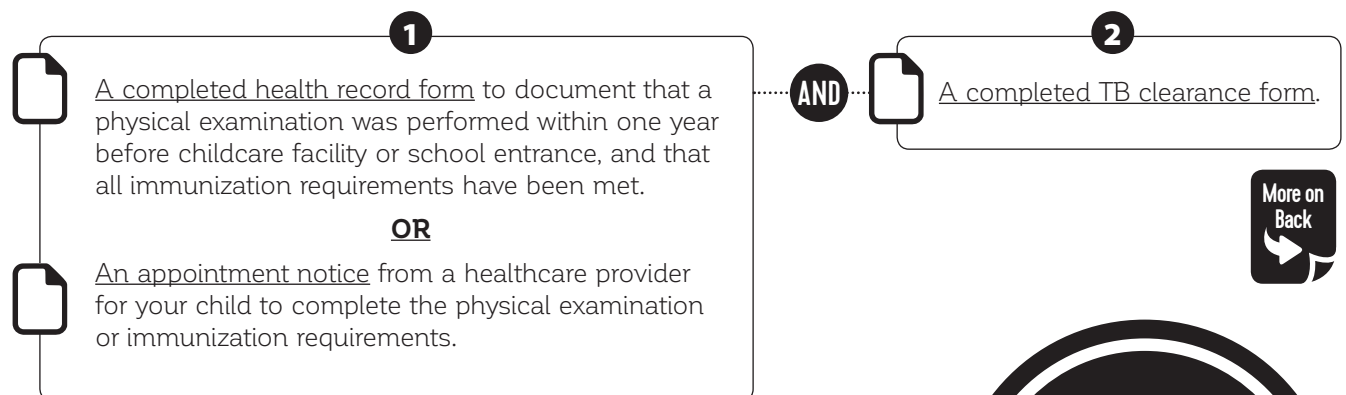 1
A completed health record form to document that a
physical examination was performed within one year
before childcare facility or school entrance, and that
all immunization requirements have been met.
OR
An appointment notice from a healthcare provider
for your child to complete the physical examination
or immunization requirements.
AND
2
A completed TB clearance form.
More on
Back